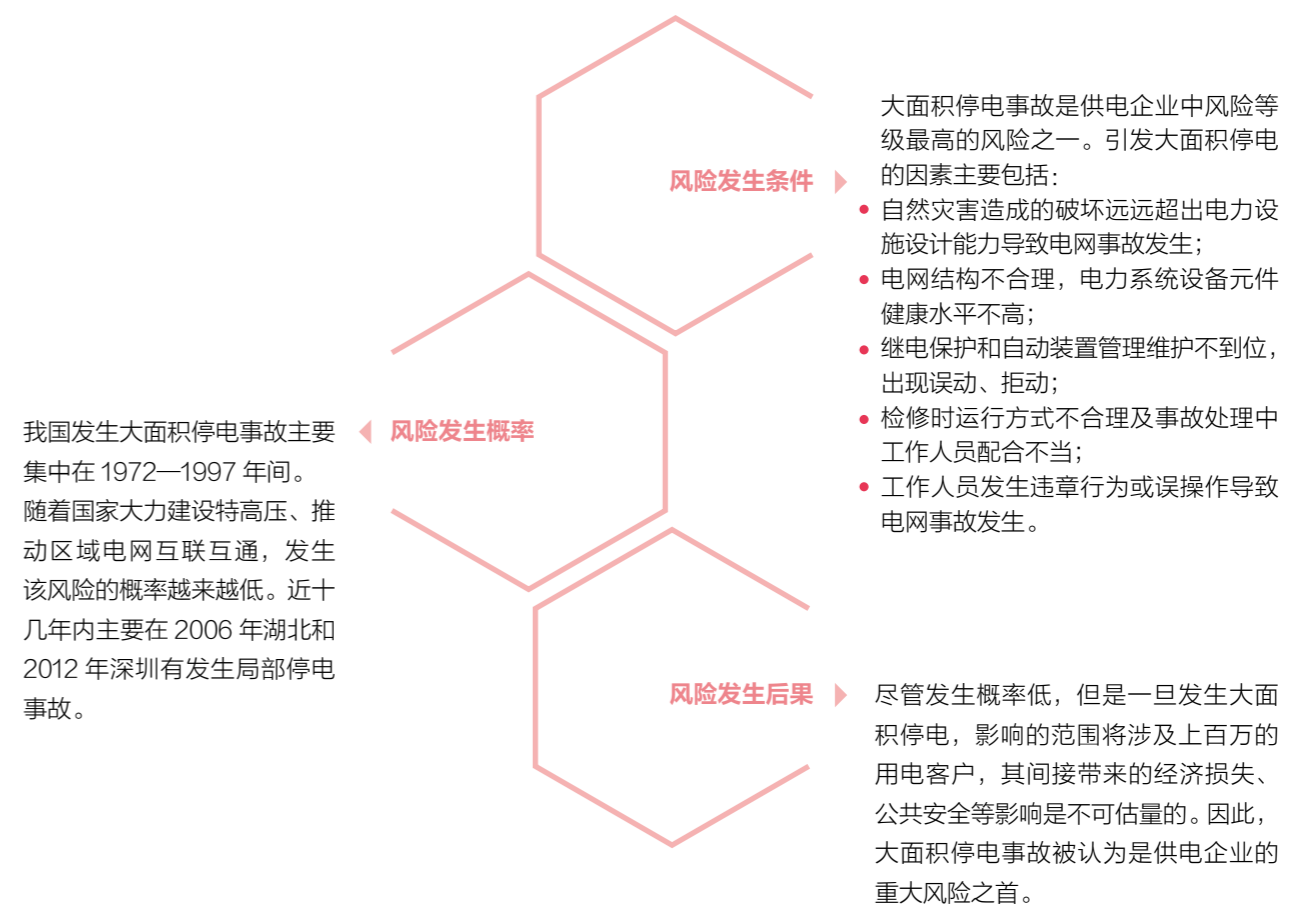 风险发生条件
大面积停电事故是供电企业中风险等
级最高的风险之一。引发大面积停电
的因素主要包括：
• 自然灾害造成的破坏远远超出电力设
施设计能力导致电网事故发生；
• 电网结构不合理，电力系统设备元件
健康水平不高；
• 继电保护和自动装置管理维护不到位，
出现误动、拒动；
• 检修时运行方式不合理及事故处理中
工作人员配合不当；
• 工作人员发生违章行为或误操作导致
电网事故发生。
风险发生概率
我国发生大面积停电事故主要
集中在 1972—1997 年间。
随着国家大力建设特高压、推
动区域电网互联互通，发生
该风险的概率越来越低。近十
几年内主要在 2006 年湖北和
2012 年深圳有发生局部停电
事故。
风险发生后果
尽管发生概率低，但是一旦发生大面
积停电，影响的范围将涉及上百万的
用电客户，其间接带来的经济损失、
公共安全等影响是不可估量的。因此，
大面积停电事故被认为是供电企业的
重大风险之首。